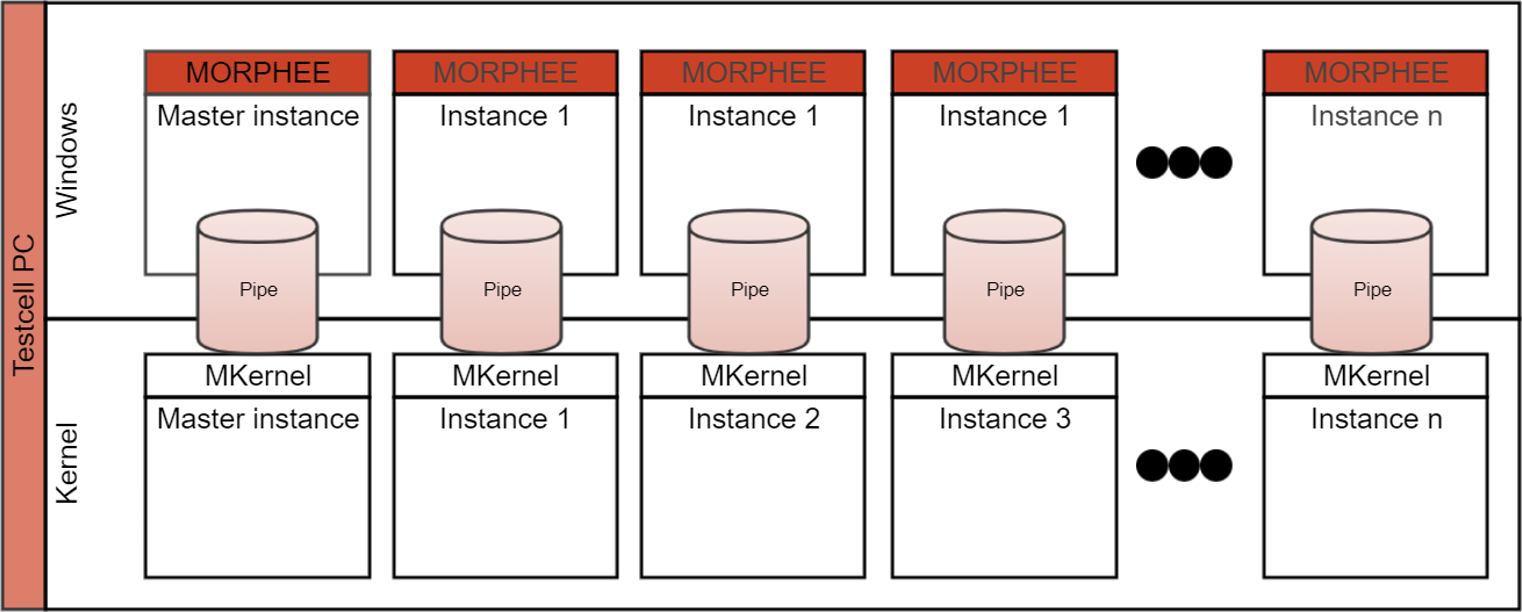 Testcell PC
Windows
MORPHEE
MORPHEE
MORPHEE
MORPHEE
MORPHEE
Master instance
Instance 1
Instance 1
Instance 1
Instance n
Pipe
Pipe
Pipe
Pipe
Pipe
Kernel
MKernel
MKernel
MKernel
MKernel
MKernel
Master instance
Instance 1
Instance 2
Instance 3
Instance n